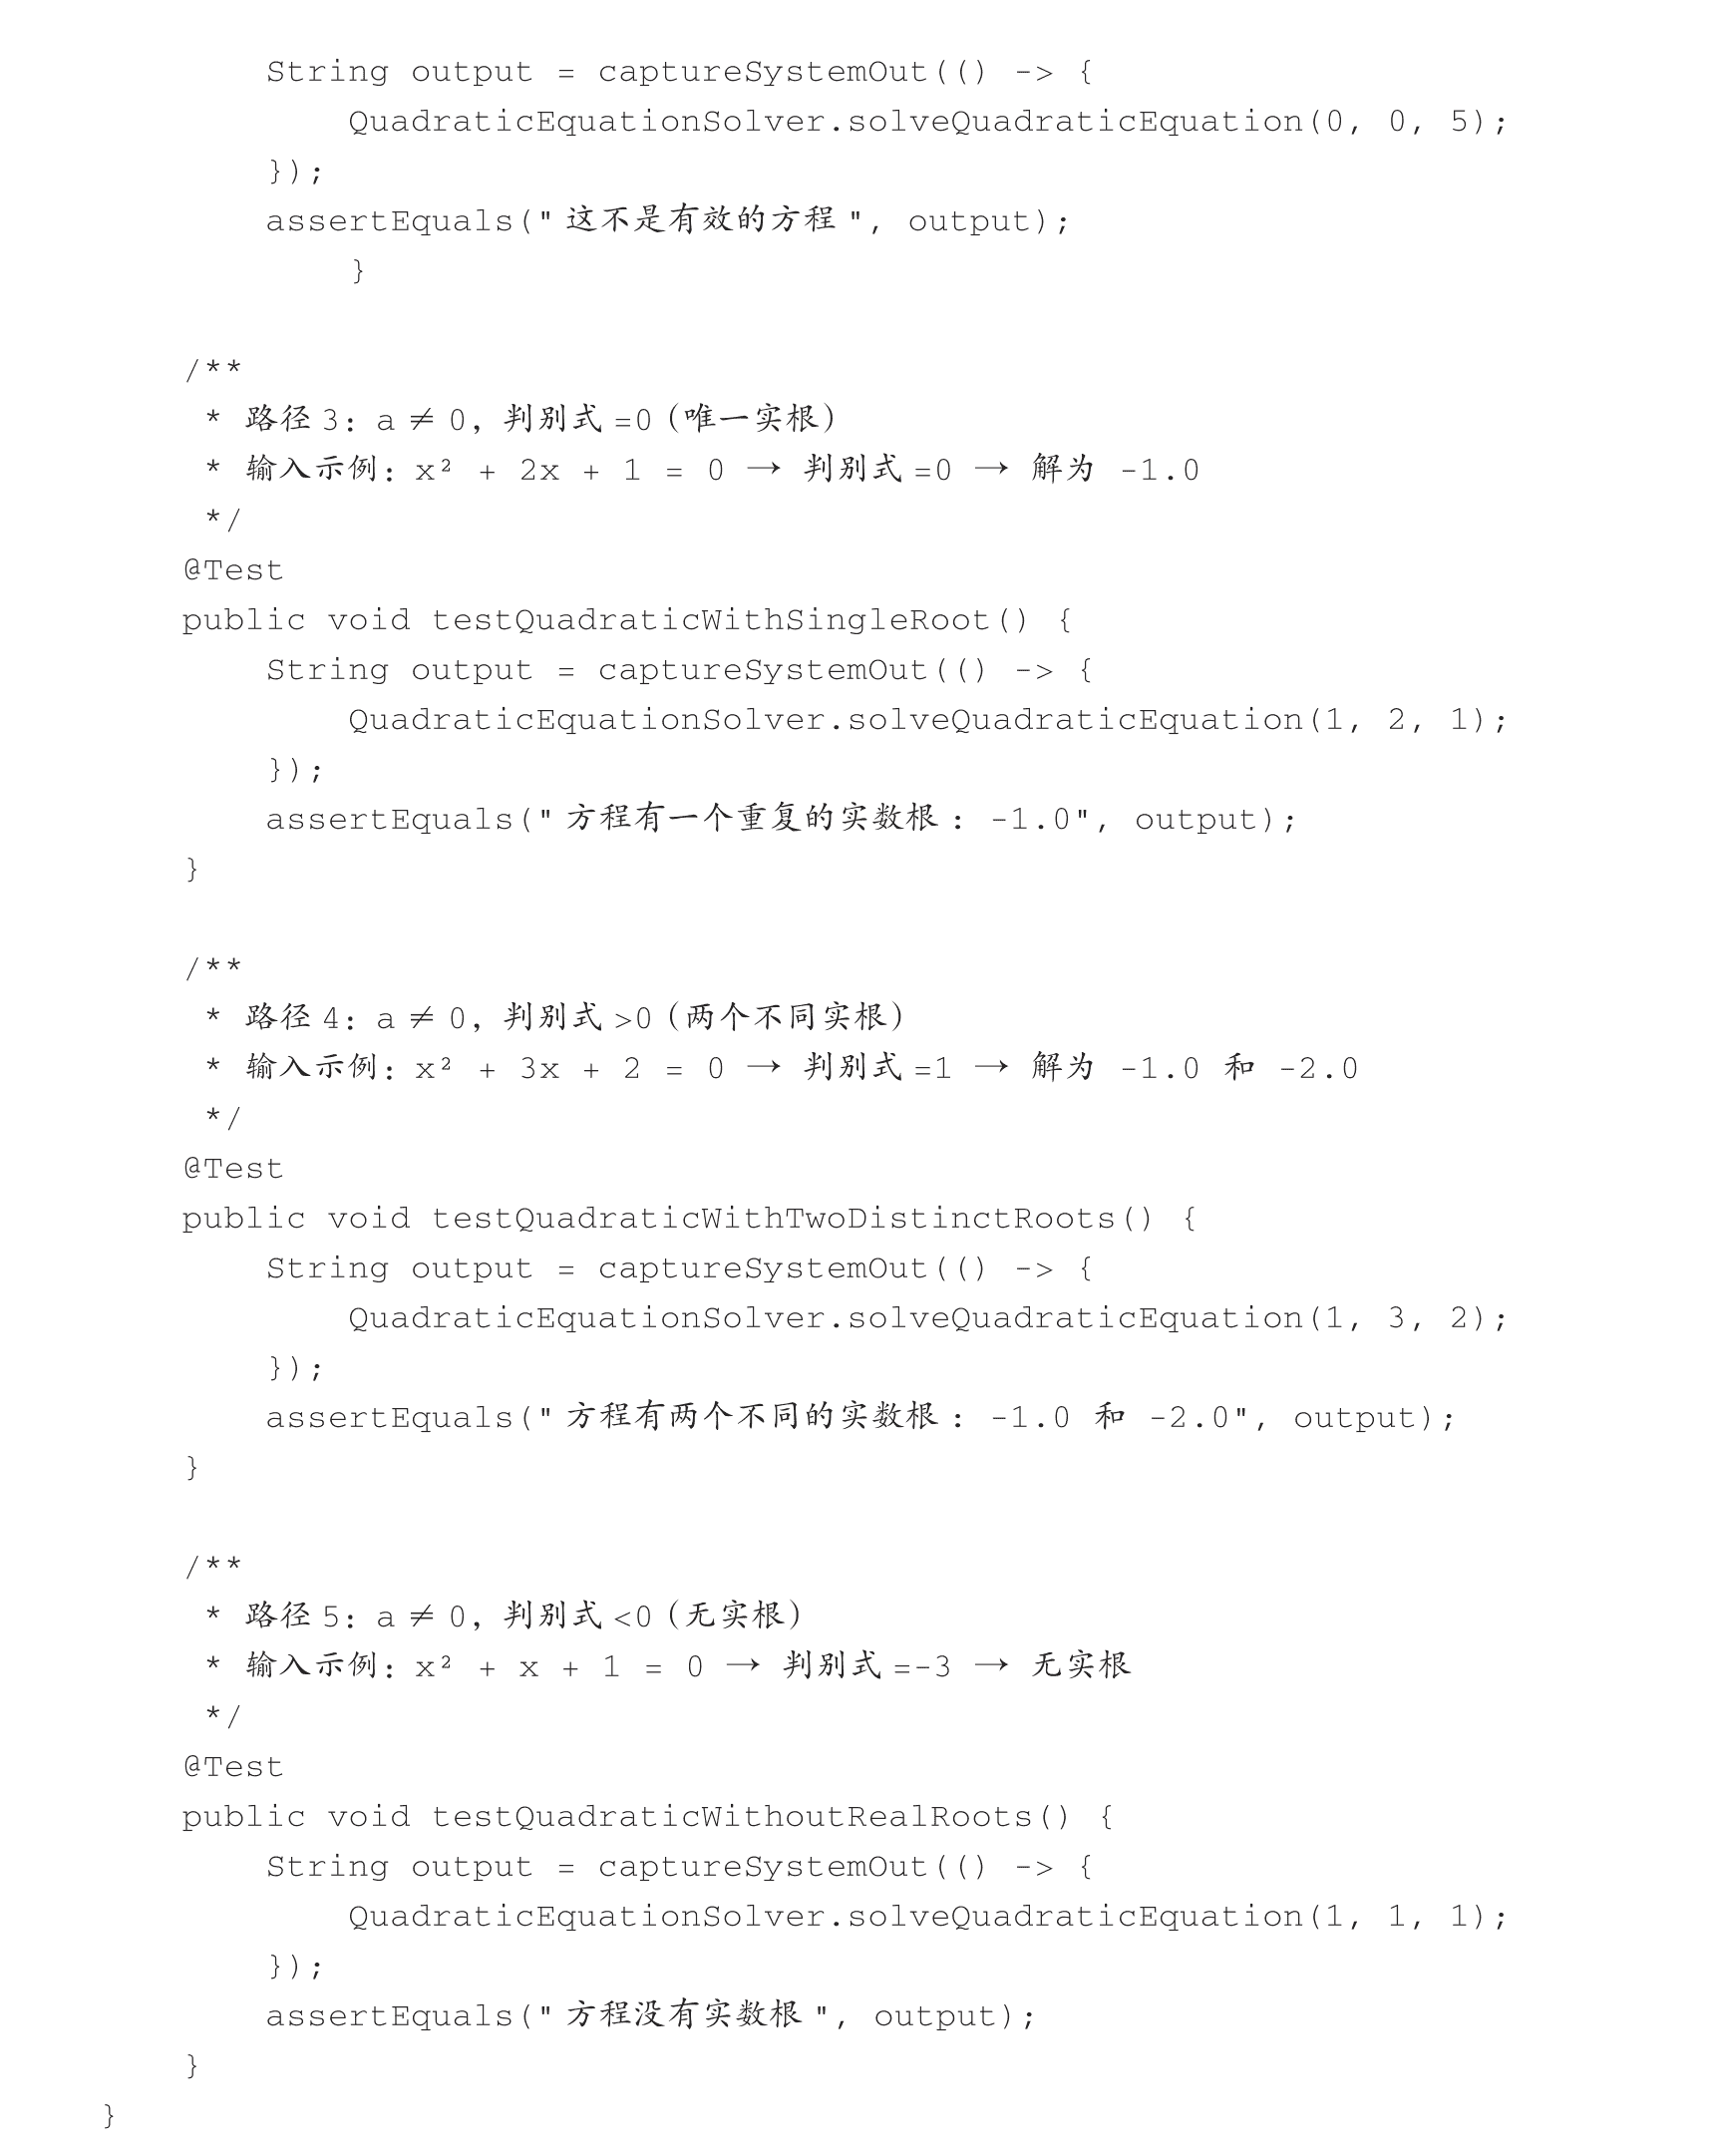 String output = captureSystemOut(() -> {
QuadraticEquationSolver.solveQuadraticEquation(0, 0, 5);
});
assertEquals("这不是有效的方程", output);
}
/**
* 路径3：a≠0，判别式=0（唯一实根）
* 输入示例：x² + 2x + 1 = 0 → 判别式=0 → 解为 -1.0
*/
@Test
public void testQuadraticWithSingleRoot() {
String output = captureSystemOut(() -> {
QuadraticEquationSolver.solveQuadraticEquation(1, 2, 1);
});
assertEquals("方程有一个重复的实数根: -1.0", output);
}
/**
* 路径4：a≠0，判别式>0（两个不同实根）
* 输入示例：x² + 3x + 2 = 0 → 判别式=1 → 解为 -1.0 和 -2.0
*/
@Test
public void testQuadraticWithTwoDistinctRoots() {
String output = captureSystemOut(() -> {
QuadraticEquationSolver.solveQuadraticEquation(1, 3, 2);
});
assertEquals("方程有两个不同的实数根: -1.0 和 -2.0", output);
}
/**
* 路径5：a≠0，判别式<0（无实根）
* 输入示例：x² + x + 1 = 0 → 判别式=-3 → 无实根
*/
@Test
public void testQuadraticWithoutRealRoots() {
String output = captureSystemOut(() -> {
QuadraticEquationSolver.solveQuadraticEquation(1, 1, 1);
});
assertEquals("方程没有实数根", output);
}
}